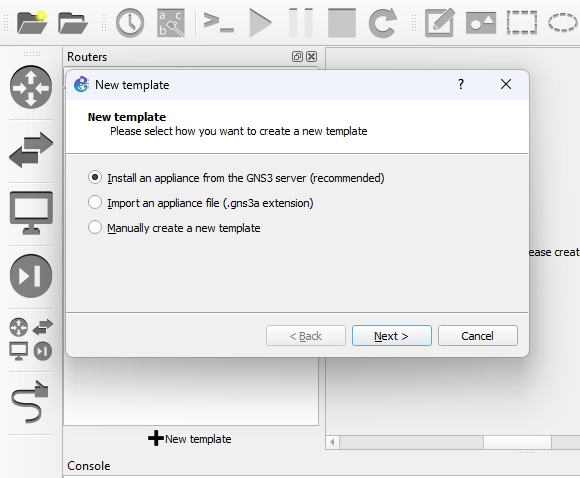 Routers
New template
?
New template
Please select how you want to create a new template
Install an appliance from the GNS3 server (recommended)
Import an appliance file (.gns3a extension)
Manually create a new template
ease creat
< Back
Next >
Cancel
New template
Console